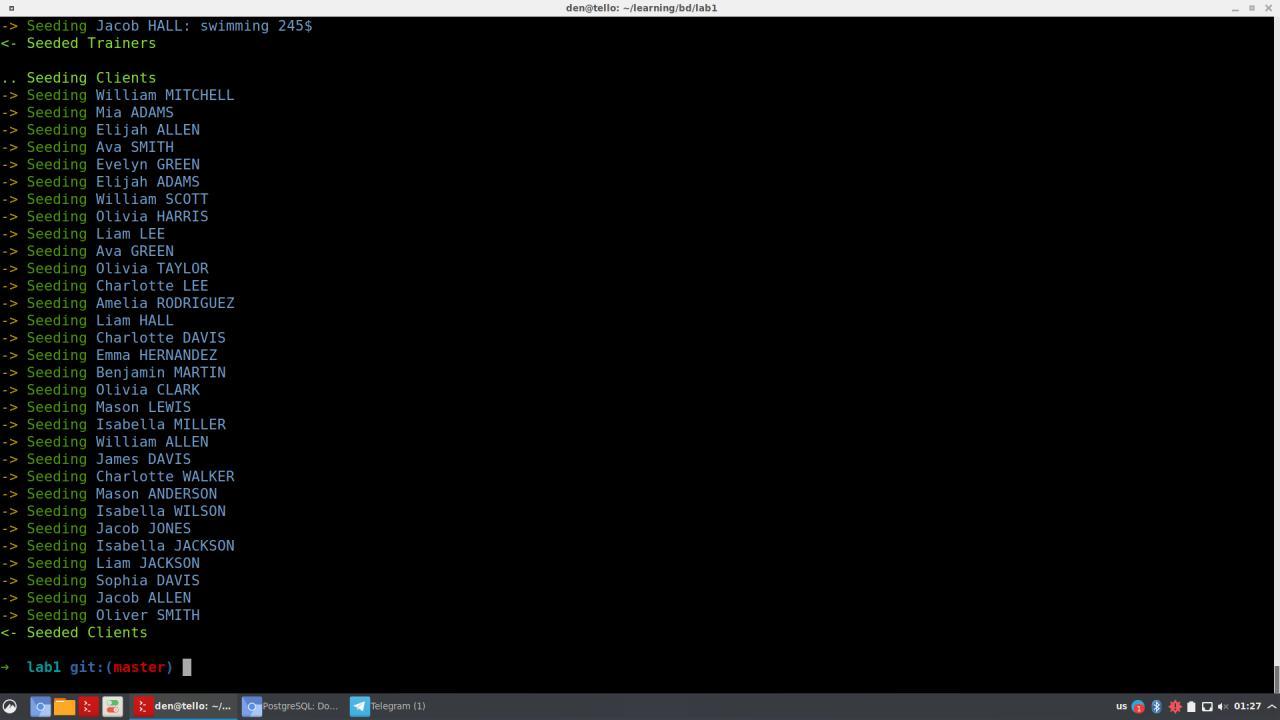 den@tello: ~/learning/bd/lab1
-> Seeding Jacob HALL: swimming 245$
<- Seeded Trainers
.. Seeding Clients
-> Seeding William MITCHELL
-> Seeding Mia ADAMS
-> Seeding Elijah ALLEN
-> Seeding Ava SMITH
-> Seeding Evelyn GREEN
-> Seeding Elijah ADAMS
-> Seeding William SCOTT
-> Seeding Olivia HARRIS
-> Seeding Liam LEE
-> Seeding Ava GREEN
-> Seeding Olivia TAYLOR
-> Seeding Charlotte LEE
-> Seeding Amelia RODRIGUEZ
-> Seeding Liam HALL
-> Seeding Charlotte DAVIS
-> Seeding Emma HERNANDEZ
-> Seeding Benjamin MARTIN
-> Seeding Olivia CLARK
-> Seeding Mason LEWIS
-> Seeding Isabella MILLER
-> Seeding William ALLEN
-> Seeding James DAVIS
-> Seeding Charlotte WALKER
-> Seeding Mason ANDERSON
-> Seeding Isabella WILSON
-> Seeding Jacob JONES
-> Seeding Isabella JACKSON
-> Seeding Liam JACKSON
-> Seeding Sophia DAVIS
-> Seeding Jacob ALLEN
-> Seeding Oliver SMITH
<- Seeded Clients
→ lab1 git:(master)
den@tello: ~/... PostgreSQL: Do... Telegram (1) us 1 01:27